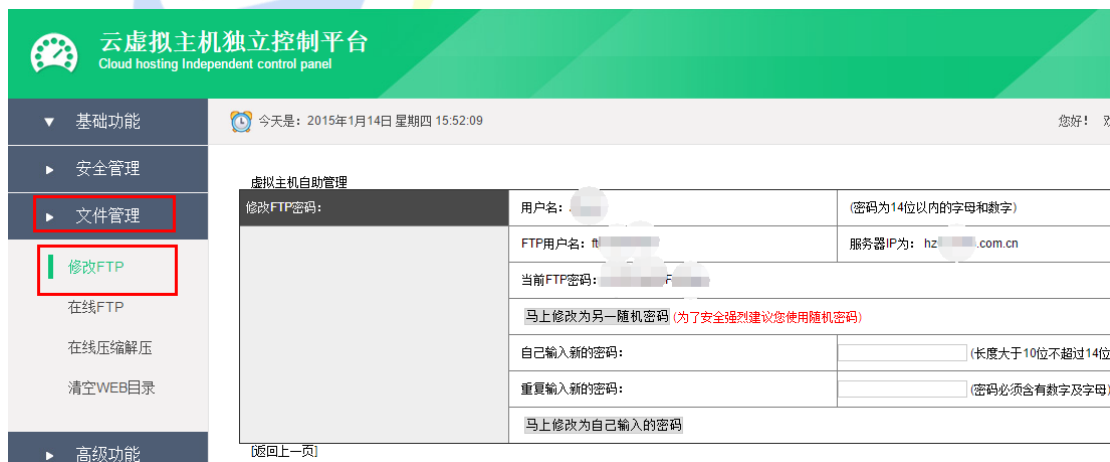 云虚拟主机独立控制平台
Cloud hosting Independent control panel
基础功能
今天是：2015年1月14日 星期四 15:52:09
您好！
安全管理
虚拟主机自助管理
文件管理
修改FTP密码：
用户名：
(密码为14位以内的字母和数字)
FTP用户名：ft
服务器IP为：hz .com.cn
修改FTP
当前FTP密码： F
在线FTP
马上修改为另一随机密码 (为了安全强烈建议您使用随机密码)
在线压缩解压
自己输入新的密码：
(长度大于10位不超过14位
清空WEB目录
重复输入新的密码：
(密码必须含有数字及字母)
马上修改为自己输入的密码
高级功能
[返回上一页]